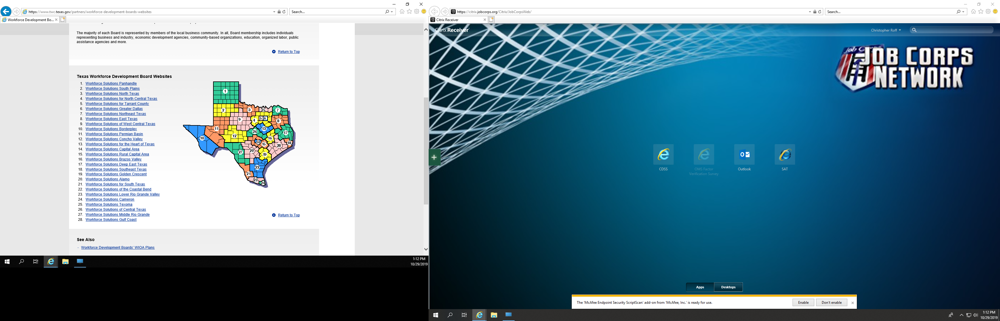 https://www.twc.texas.gov/partners/workforce-development-boards-websites
Search...
Workforce Development Bo...
The majority of each Board is represented by members of the local business community. In all, Board membership includes individuals
representing business and industry, economic development agencies, community-based organizations, education, organized labor, public
assistance agencies and more.
Return to Top
Texas Workforce Development Board Websites
1. Workforce Solutions Panhandle
2. Workforce Solutions South Plains
3. Workforce Solutions North Texas
4. Workforce Solutions for North Central Texas
5. Workforce Solutions for Tarrant County
6. Workforce Solutions Greater Dallas
7. Workforce Solutions Northeast Texas
8. Workforce Solutions East Texas
9. Workforce Solutions of West Central Texas
10. Workforce Solutions Borderplex
11. Workforce Solutions Permian Basin
12. Workforce Solutions Concho Valley
13. Workforce Solutions for the Heart of Texas
14. Workforce Solutions Capital Area
15. Workforce Solutions Rural Capital Area
16. Workforce Solutions Brazos Valley
17. Workforce Solutions Deep East Texas
18. Workforce Solutions Southeast Texas
19. Workforce Solutions Golden Crescent
20. Workforce Solutions Alamo
21. Workforce Solutions for South Texas
22. Workforce Solutions of the Coastal Bend
23. Workforce Solutions Lower Rio Grande Valley
24. Workforce Solutions Cameron
25. Workforce Solutions Texoma
26. Workforce Solutions of Central Texas
27. Workforce Solutions Middle Rio Grande
28. Workforce Solutions Gulf Coast
1
2
3
25
7
9
4
5 6
8
11
13
10
12
26
17
16
14
15
28
18
27
20
19
22
21
23
24
Return to Top
See Also
- Workforce Development Boards' WIOA Plans
1:12 PM
10/29/2019
https://citrix.jobcorps.org/Citrix/JobCorpsWeb/
Search...
Citrix Receiver
Citrix Receiver
Christopher Roff
Job Corps
JOB CORPS
NETWORK
CDSS
OMS Factor
Verification Survey
Outlook
SAT
Apps
Desktops
The 'McAfee Endpoint Security ScriptScan' add-on from 'McAfee, Inc.' is ready for use.
Enable
Don't enable
1:12 PM
10/29/2019